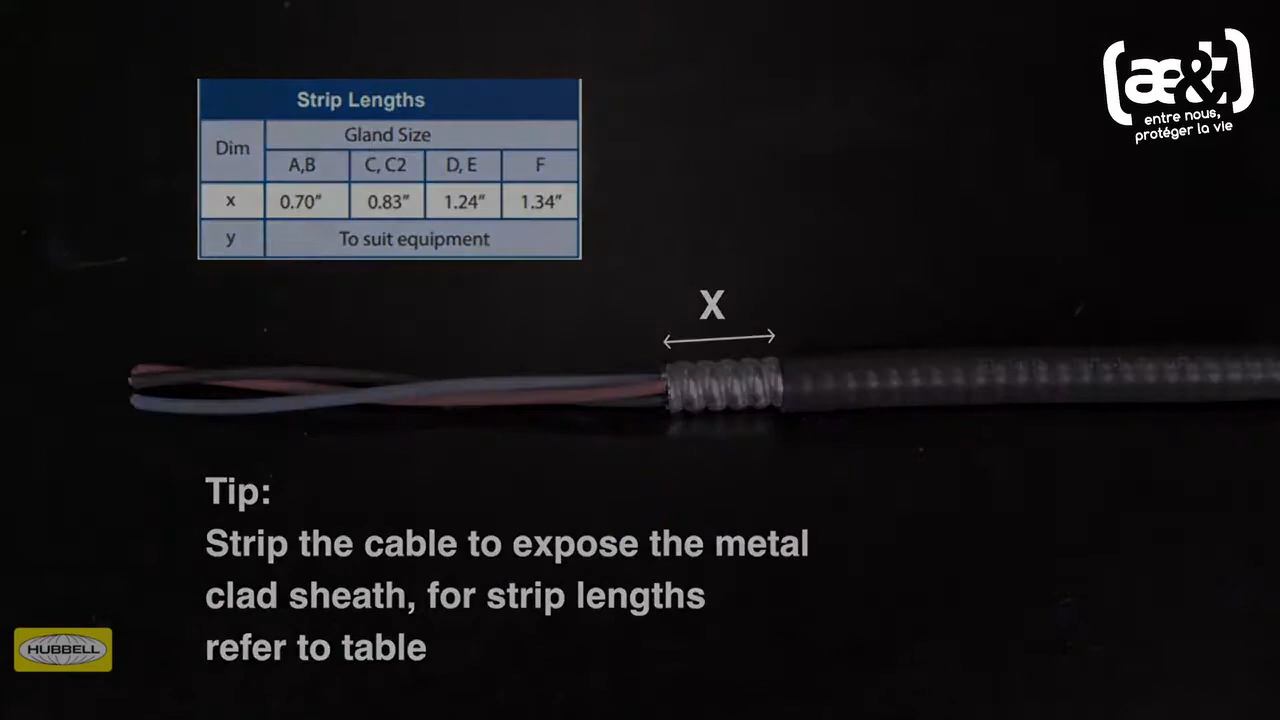 (æ&t)
entre nous,
protéger la vie
Strip Lengths
Dim
Gland Size
A,B
C, C2
D, E
F
x
0.70"
0.83"
1.24"
1.34"
y
To suit equipment
X
Tip:
Strip the cable to expose the metal
clad sheath, for strip lengths
refer to table
HUBBELL